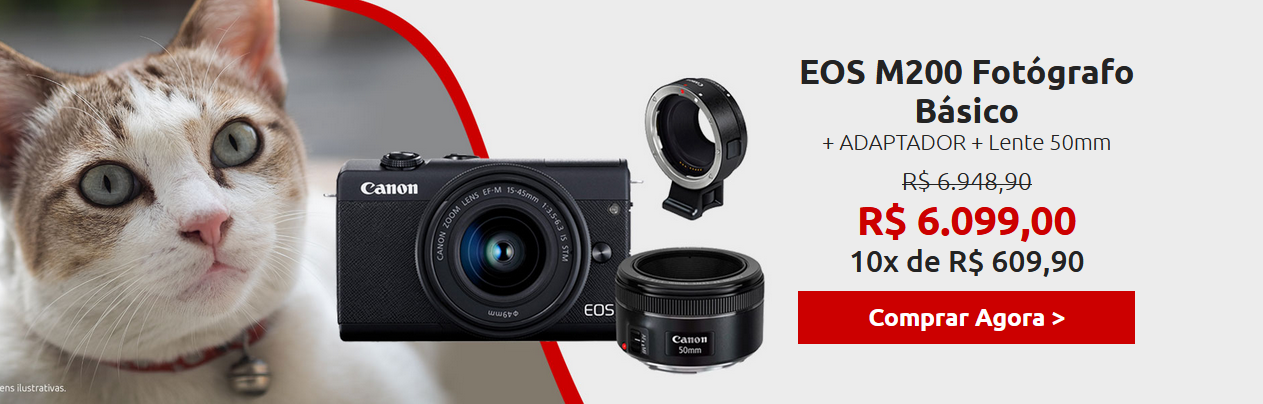 EOS M200 Fotógrafo
Básico
+ ADAPTADOR + Lente 50mm
R$ 6.948,90
R$ 6.099,00
10x de R$ 609,90
Comprar Agora >
Canon
CANON ZOOM LENS EF-M 15-45mm 1:3.5-6.3 IS STM
φ49mm
EOS
Canon
50mm
ens ilustrativas.